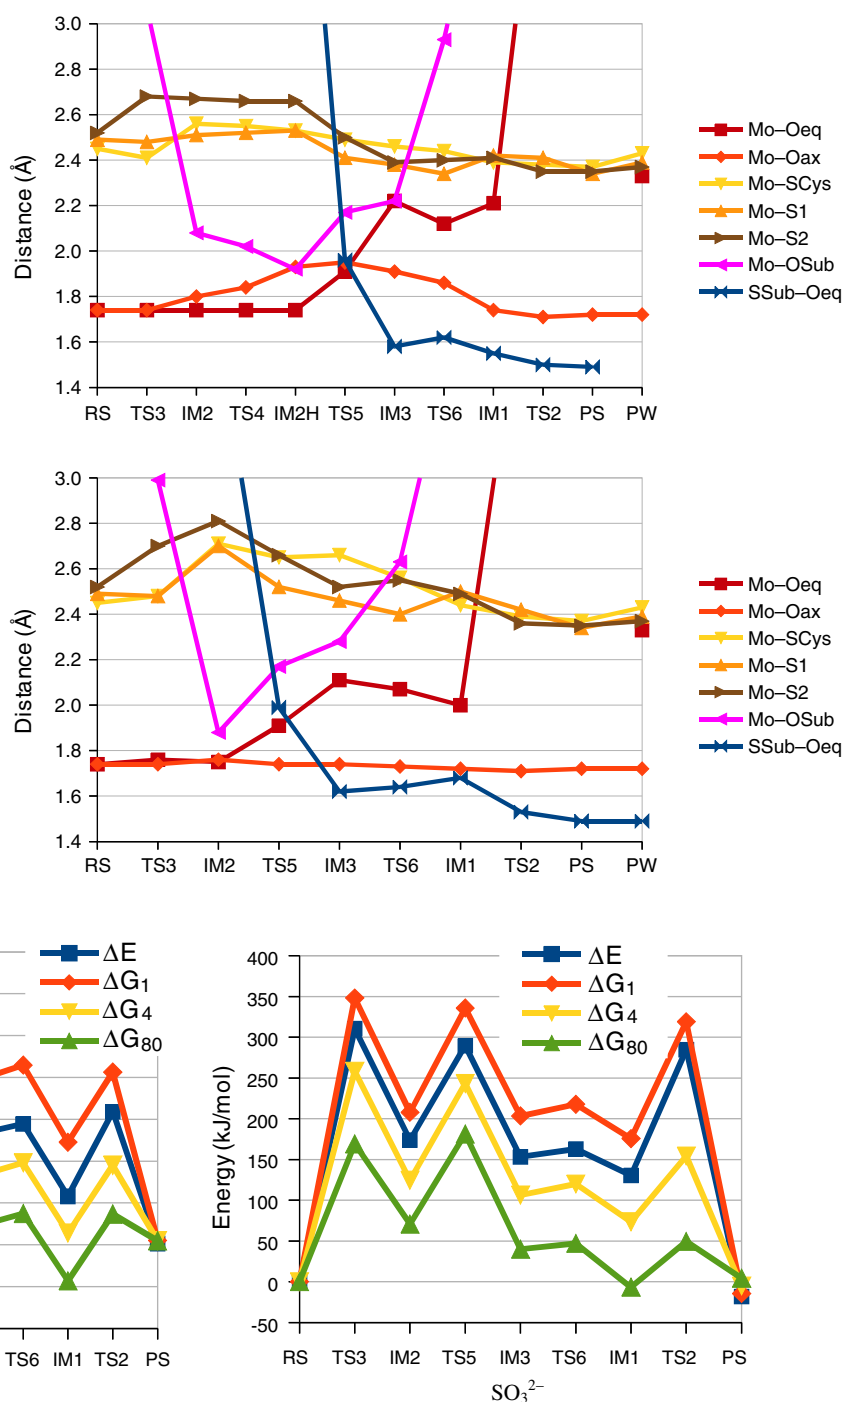 3.0
2.8
2.6
2.4
2.2
2.0
1.8
1.6
1.4
Distance (Å)
RS TS3 IM2 TS4 IM2H TS5 IM3 TS6 IM1 TS2 PS PW
Mo–Oeq
Mo–Oax
Mo–SCys
Mo–S1
Mo–S2
Mo–OSub
SSub–Oeq
3.0
2.8
2.6
2.4
2.2
2.0
1.8
1.6
1.4
Distance (Å)
RS TS3 IM2 TS5 IM3 TS6 IM1 TS2 PS PW
Mo–Oeq
Mo–Oax
Mo–SCys
Mo–S1
Mo–S2
Mo–OSub
SSub–Oeq
ΔE
ΔG₁
ΔG₄
ΔG₈₀
TS6 IM1 TS2 PS
400
350
300
250
200
150
100
50
0
-50
Energy (kJ/mol)
ΔE
ΔG₁
ΔG₄
ΔG₈₀
RS TS3 IM2 TS5 IM3 TS6 IM1 TS2 PS
SO₃²⁻